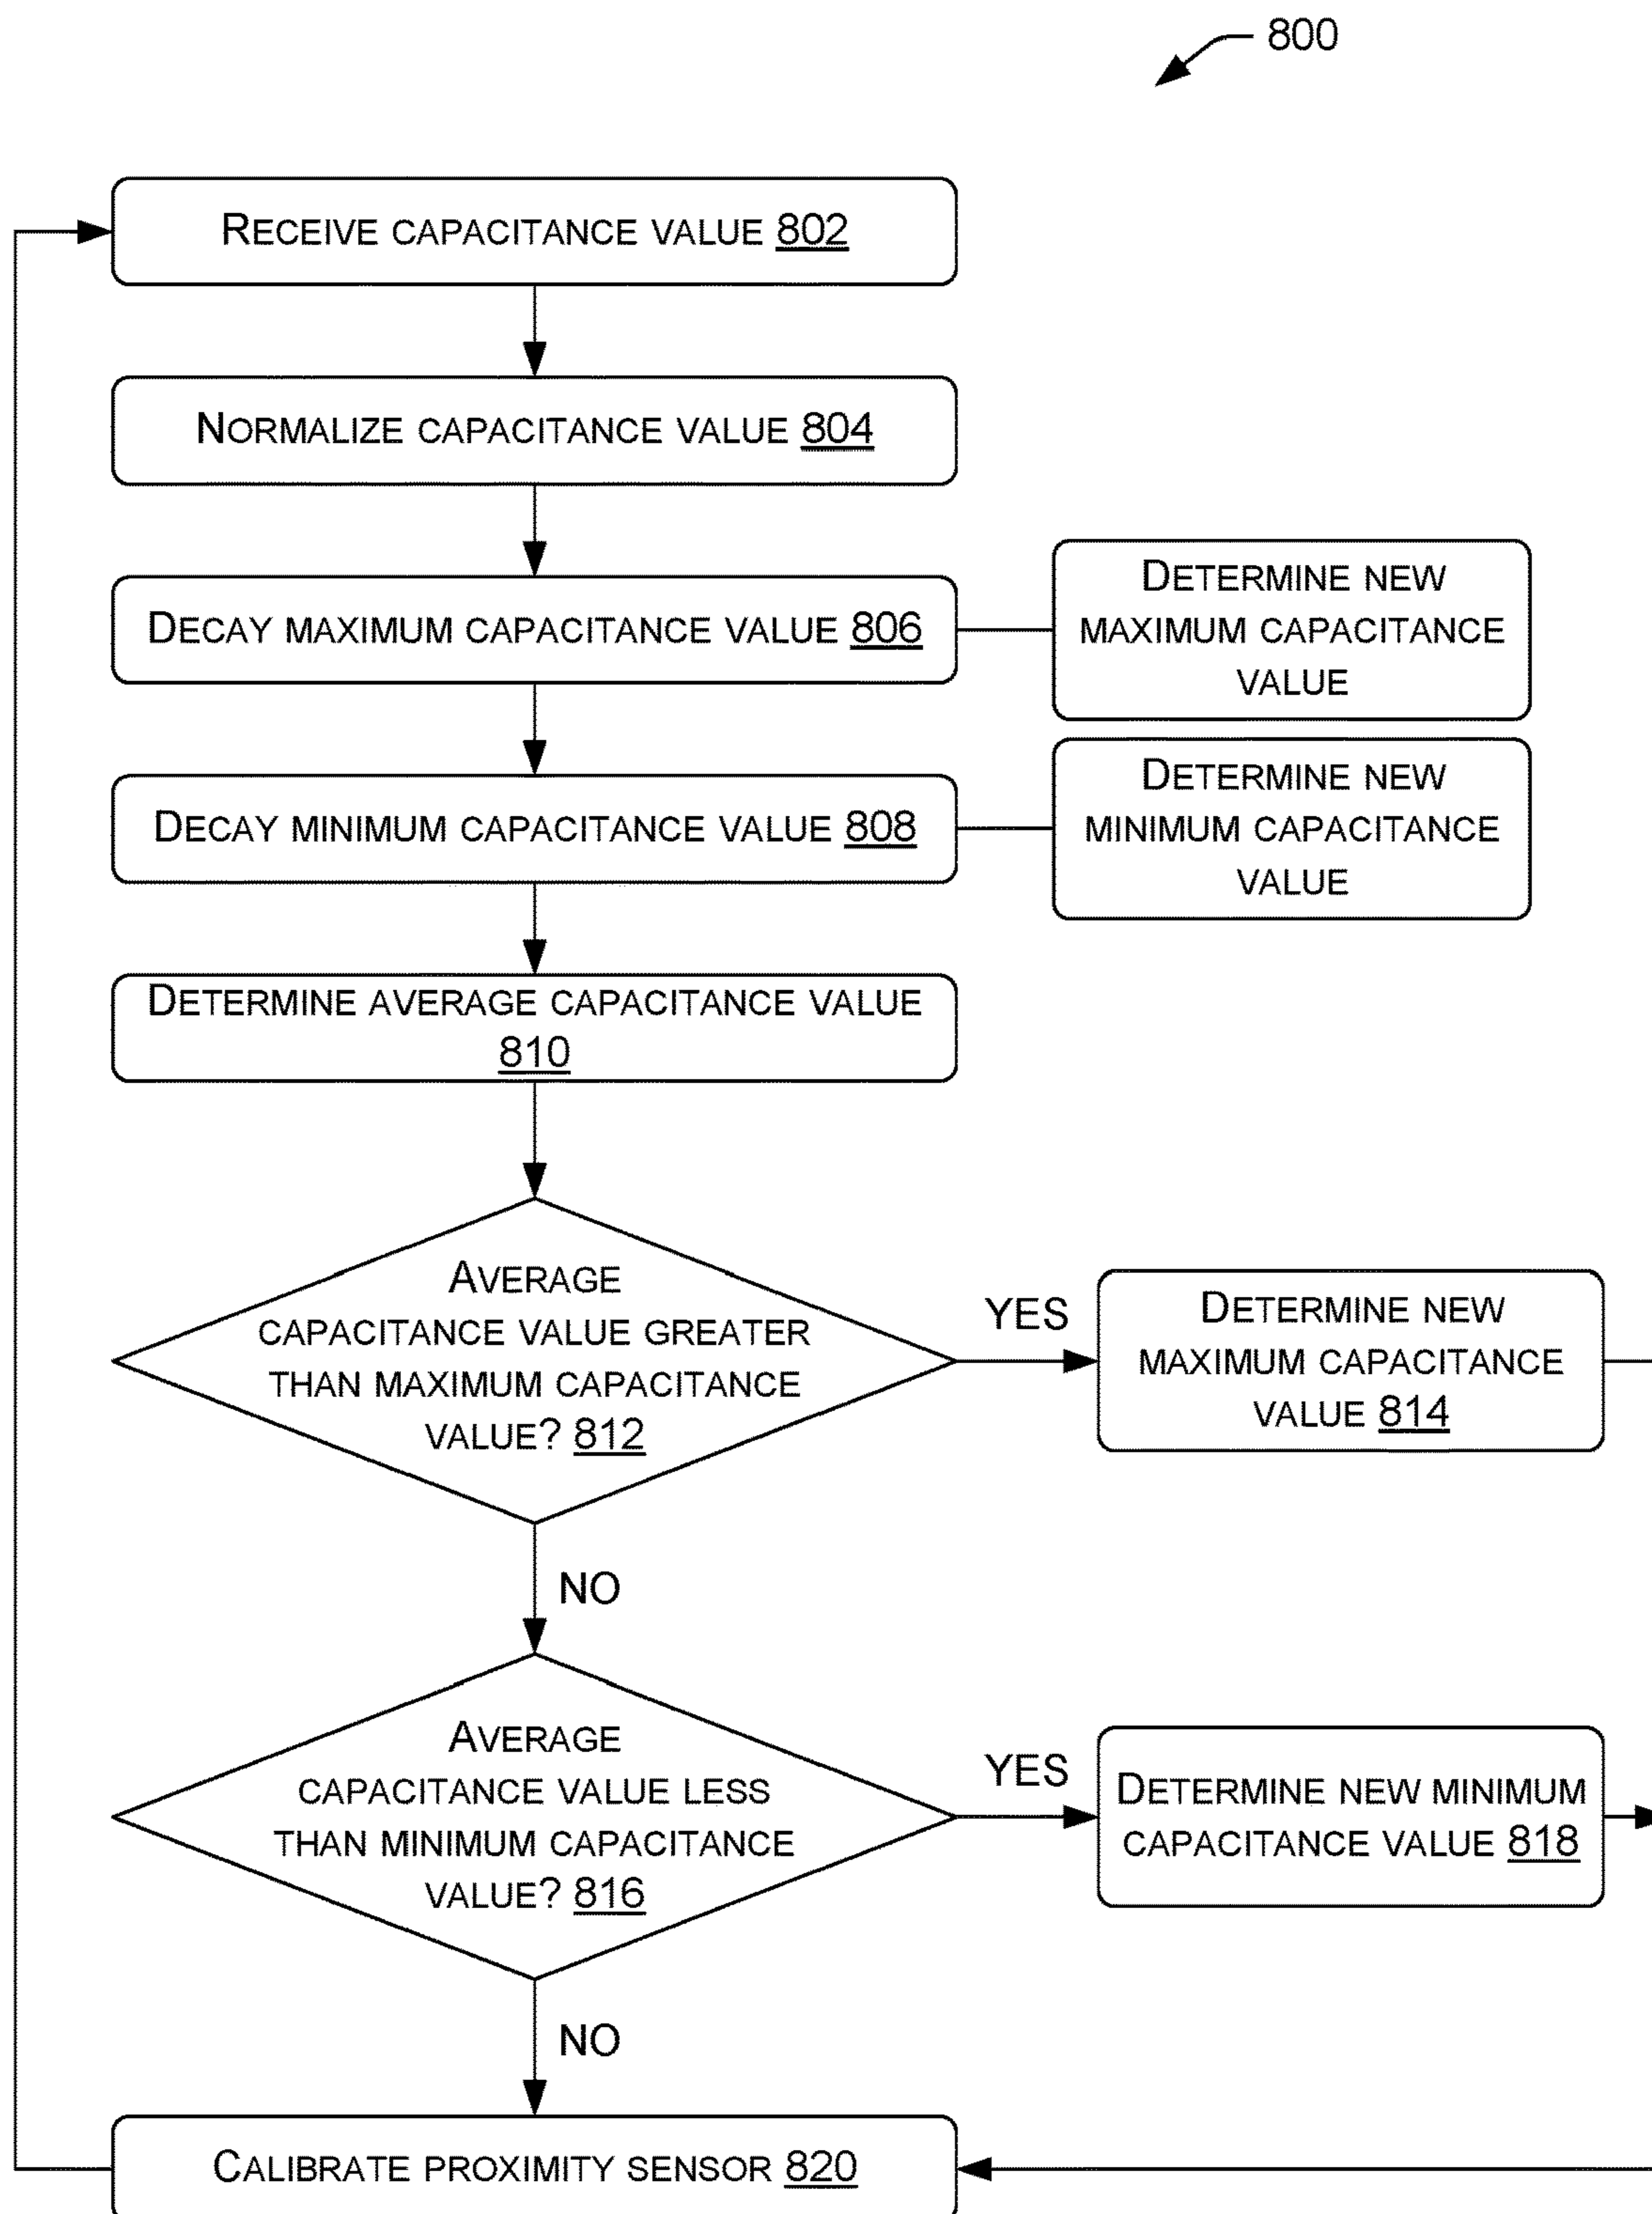 800
RECEIVE CAPACITANCE VALUE 802
NORMALIZE CAPACITANCE VALUE 804
DECAY MAXIMUM CAPACITANCE VALUE 806
DETERMINE NEW
MAXIMUM CAPACITANCE
VALUE
DECAY MINIMUM CAPACITANCE VALUE 808
DETERMINE NEW
MINIMUM CAPACITANCE
VALUE
DETERMINE AVERAGE CAPACITANCE VALUE
810
AVERAGE
CAPACITANCE VALUE GREATER
THAN MAXIMUM CAPACITANCE
VALUE? 812
YES
DETERMINE NEW
MAXIMUM CAPACITANCE
VALUE 814
NO
AVERAGE
CAPACITANCE VALUE LESS
THAN MINIMUM CAPACITANCE
VALUE? 816
YES
DETERMINE NEW MINIMUM
CAPACITANCE VALUE 818
NO
CALIBRATE PROXIMITY SENSOR 820